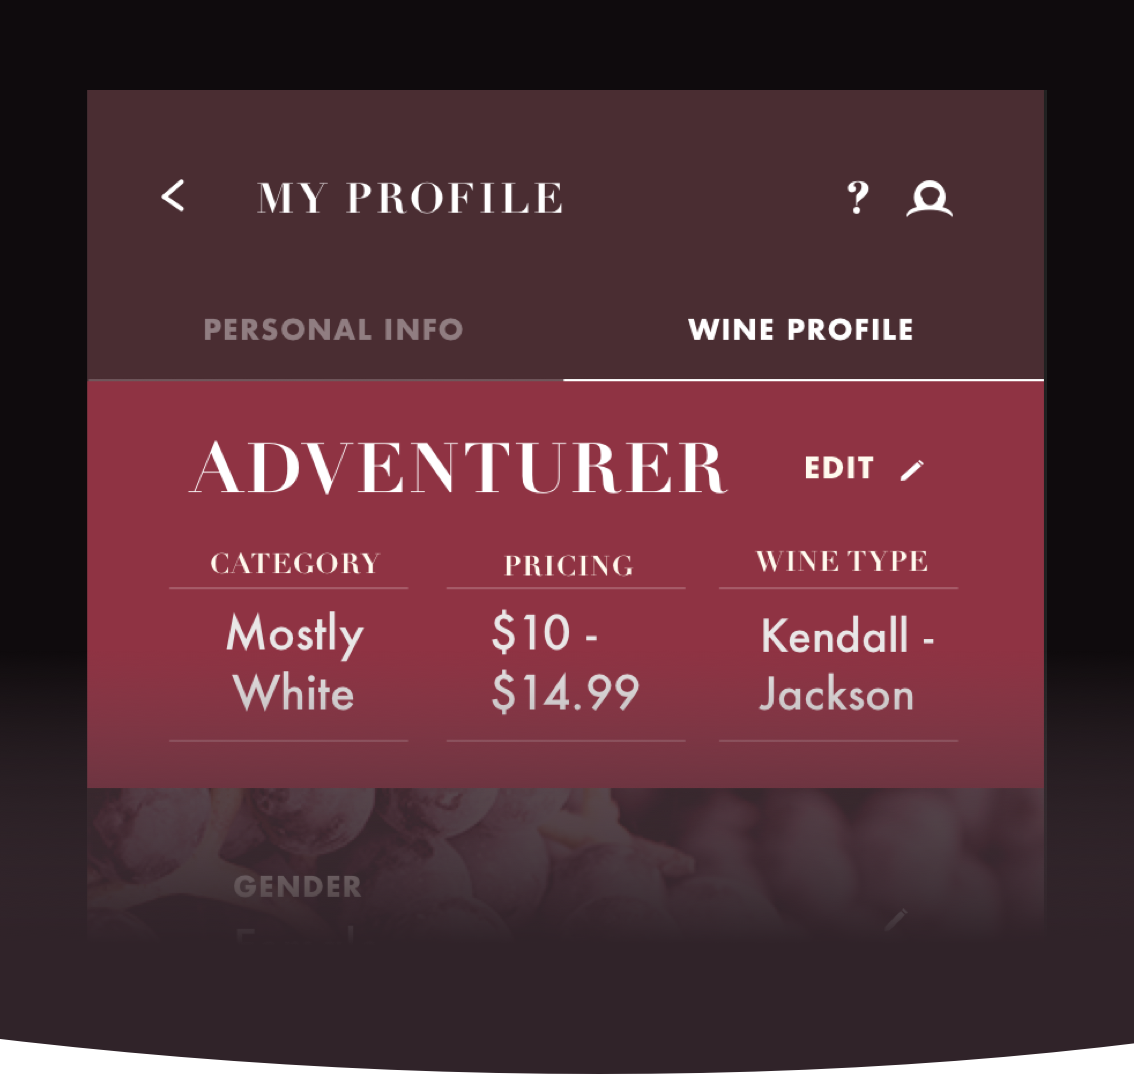 MY PROFILE ?
PERSONAL INFO WINE PROFILE
ADVENTURER EDIT
CATEGORY PRICING WINE TYPE
Mostly $10 - Kendall -
White $14.99 Jackson
GENDER